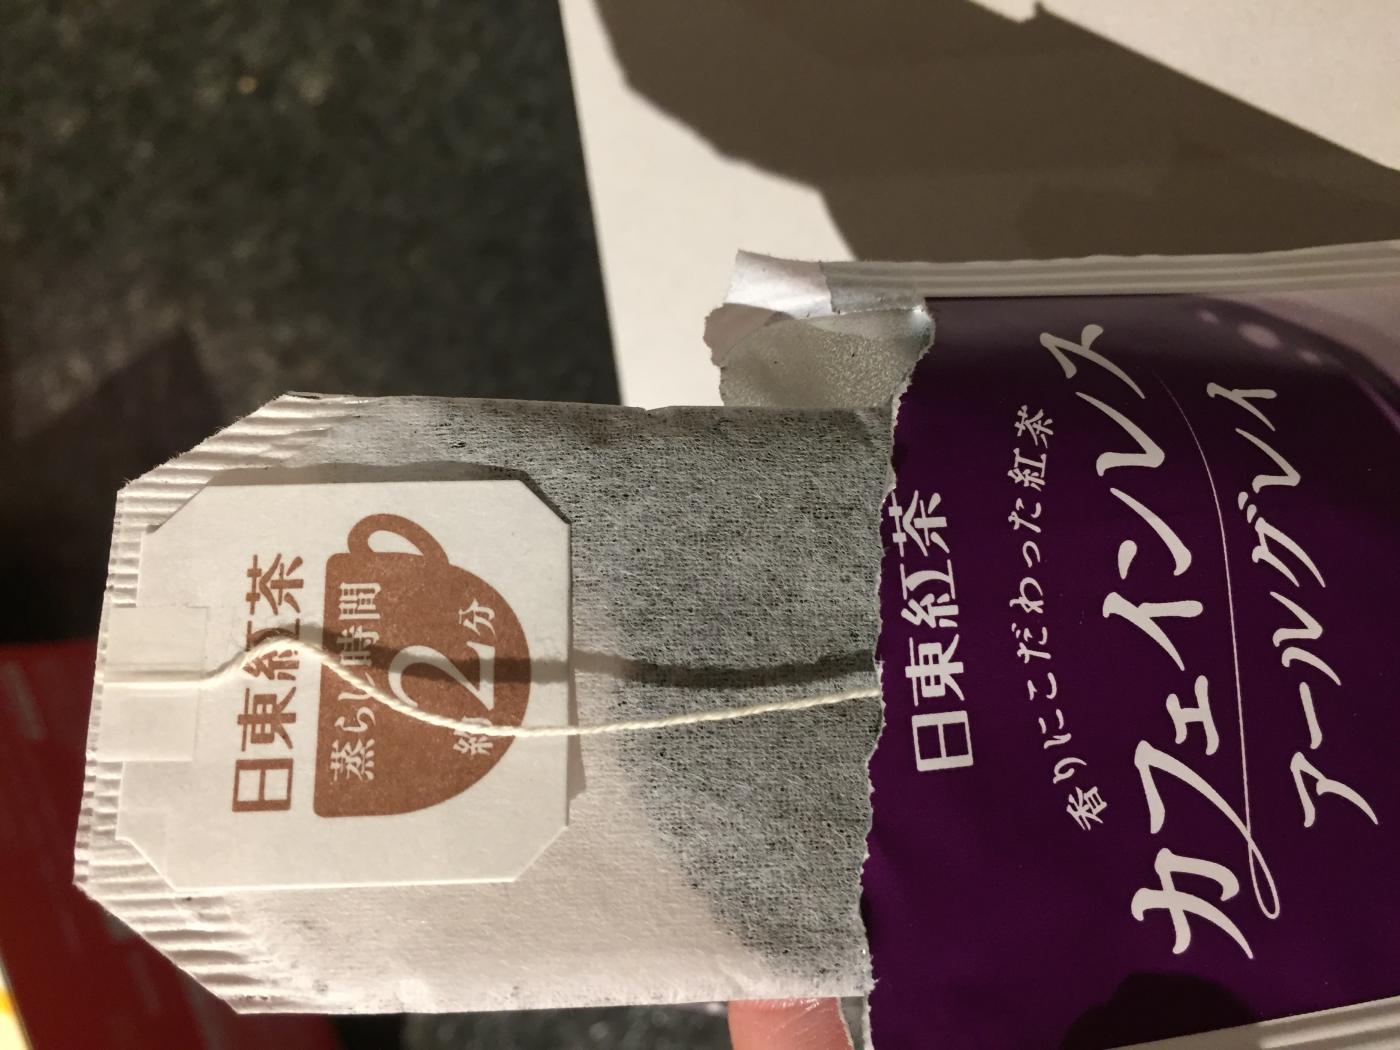 日東紅茶
蒸らし時間
約2分
日東紅茶
香りにこだわった紅茶
カフェインレス
アールグレイ